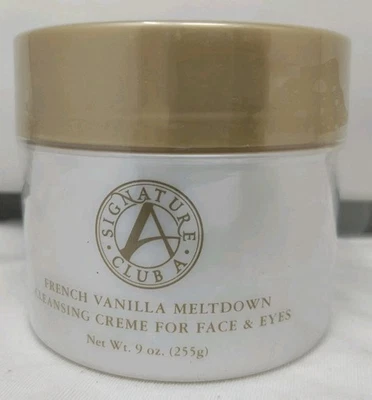 SIGNATURE
CLUB A
A
FRENCH VANILLA MELTDOWN
CLEANSING CREME FOR FACE & EYES
Net Wt. 9 oz. (255g)